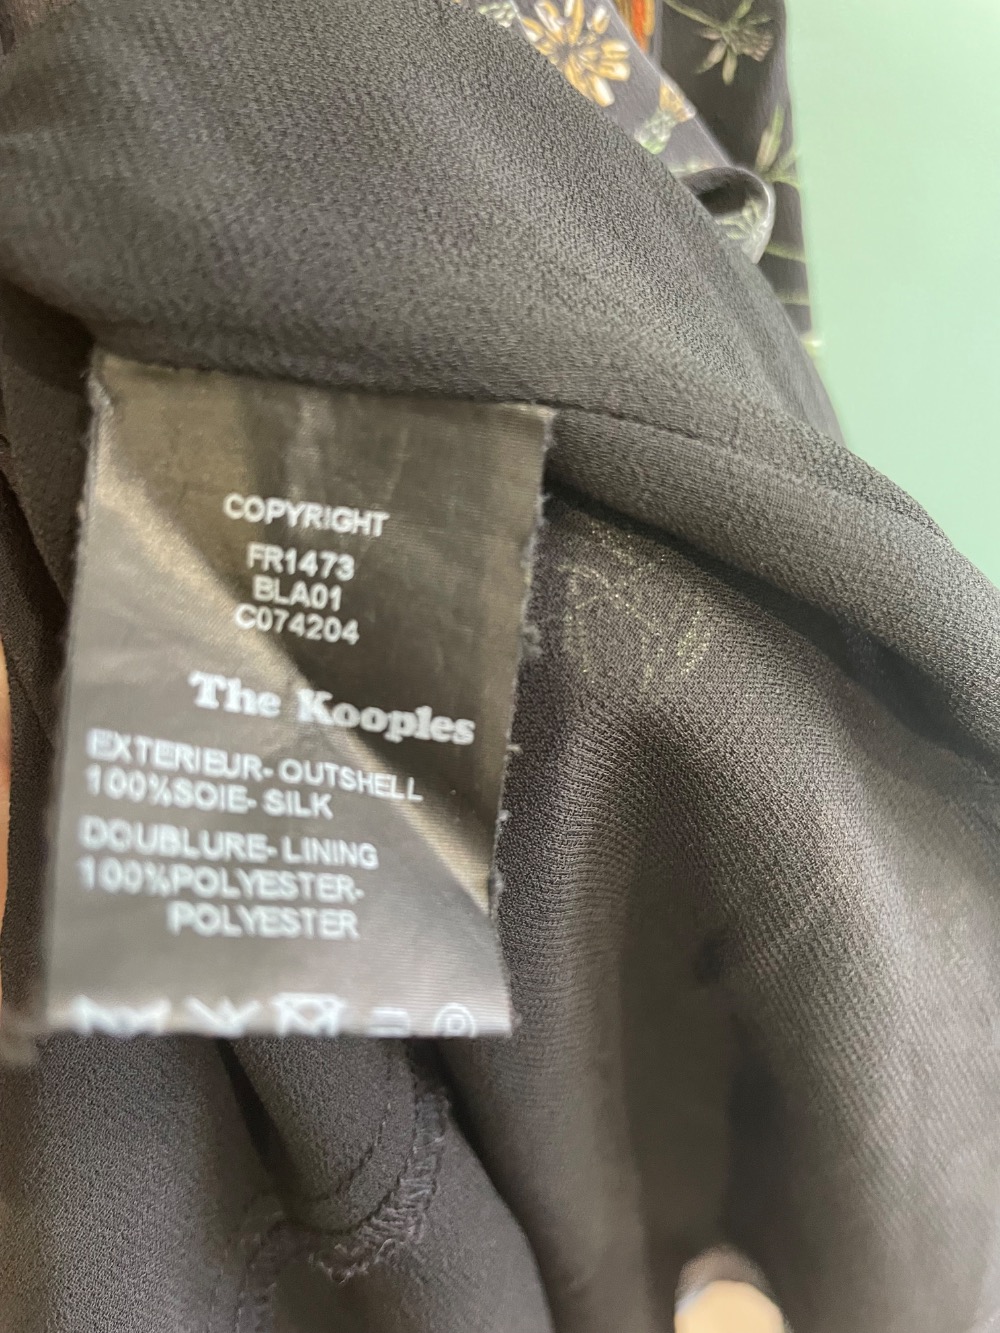 COPYRIGHT
FR1473
BLA01
C074204
The Kooples
EXTERIEUR- OUTSHELL
100%SOIE- SILK
DOUBLURE- LINING
100%POLYESTER-
POLYESTER